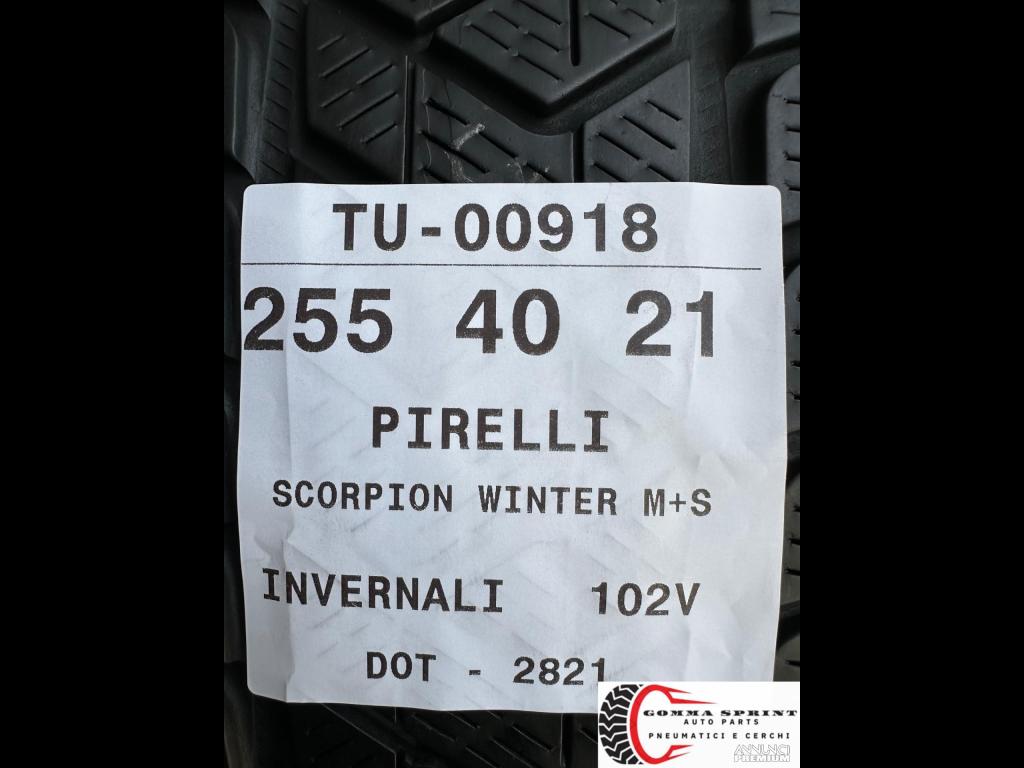 TU-00918
255 40 21
PIRELLI
SCORPION WINTER M+S
INVERNALI 102V
DOT - 2821
GOMMA SPRINT
AUTO PARTS
PNEUMATICI E CERCHI
ANNUNCI
PREMIUM